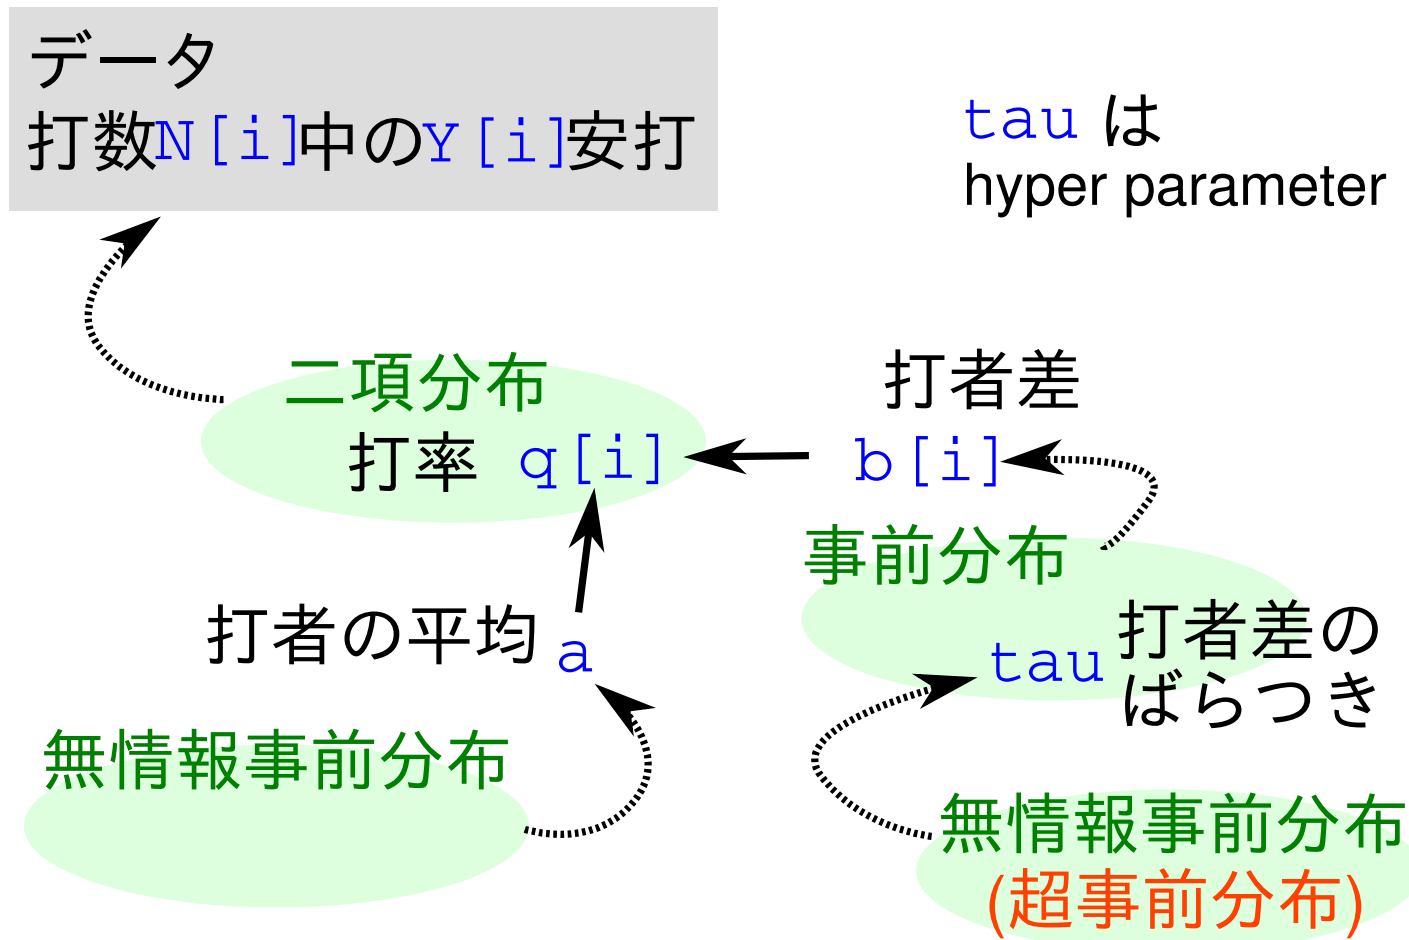 データ
打数N[i]中のY[i]安打
tau は
hyper parameter
二項分布
打率 q[i]
打者差
b[i]
事前分布
打者の平均 a
tau 打者差の
ばらつき
無情報事前分布
無情報事前分布
(超事前分布)